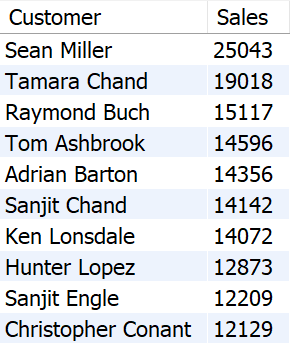 Customer Sales
Sean Miller 25043
Tamara Chand 19018
Raymond Buch 15117
Tom Ashbrook 14596
Adrian Barton 14356
Sanjit Chand 14142
Ken Lonsdale 14072
Hunter Lopez 12873
Sanjit Engle 12209
Christopher Conant 12129